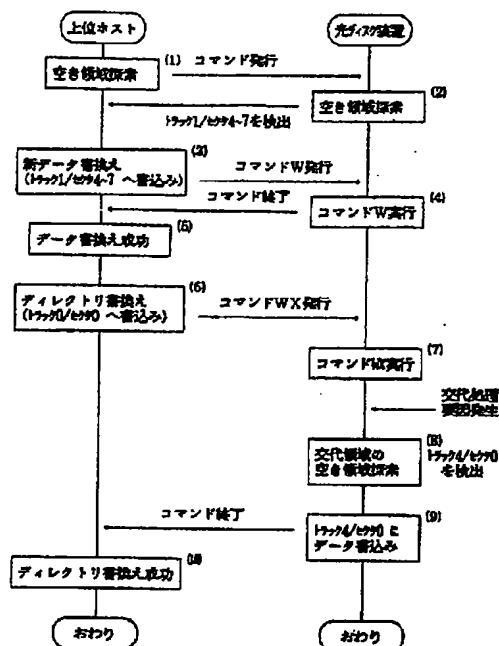 上位ホスト
光ディスク装置
空き領域探索
(1)
コマンド発行
空き領域探索
(2)
トラック1/セクタ4~7を検出
新データ書換え
(トラック1/セクタ4~7 へ書込み)
(3)
コマンドW発行
コマンド終了
コマンドW実行
(4)
データ書換え成功
(5)
ディレクトリ書換え
(トラック0/セクタ0 へ書込み)
(6)
コマンドWX発行
コマンドWX実行
(7)
交代処理
要因発生
交代領域の
空き領域探索
(8)
トラック4/セクタ0
を検出
コマンド終了
トラック4/セクタ0 に
データ書込み
(9)
ディレクトリ書換え成功
(10)
おわり
おわり